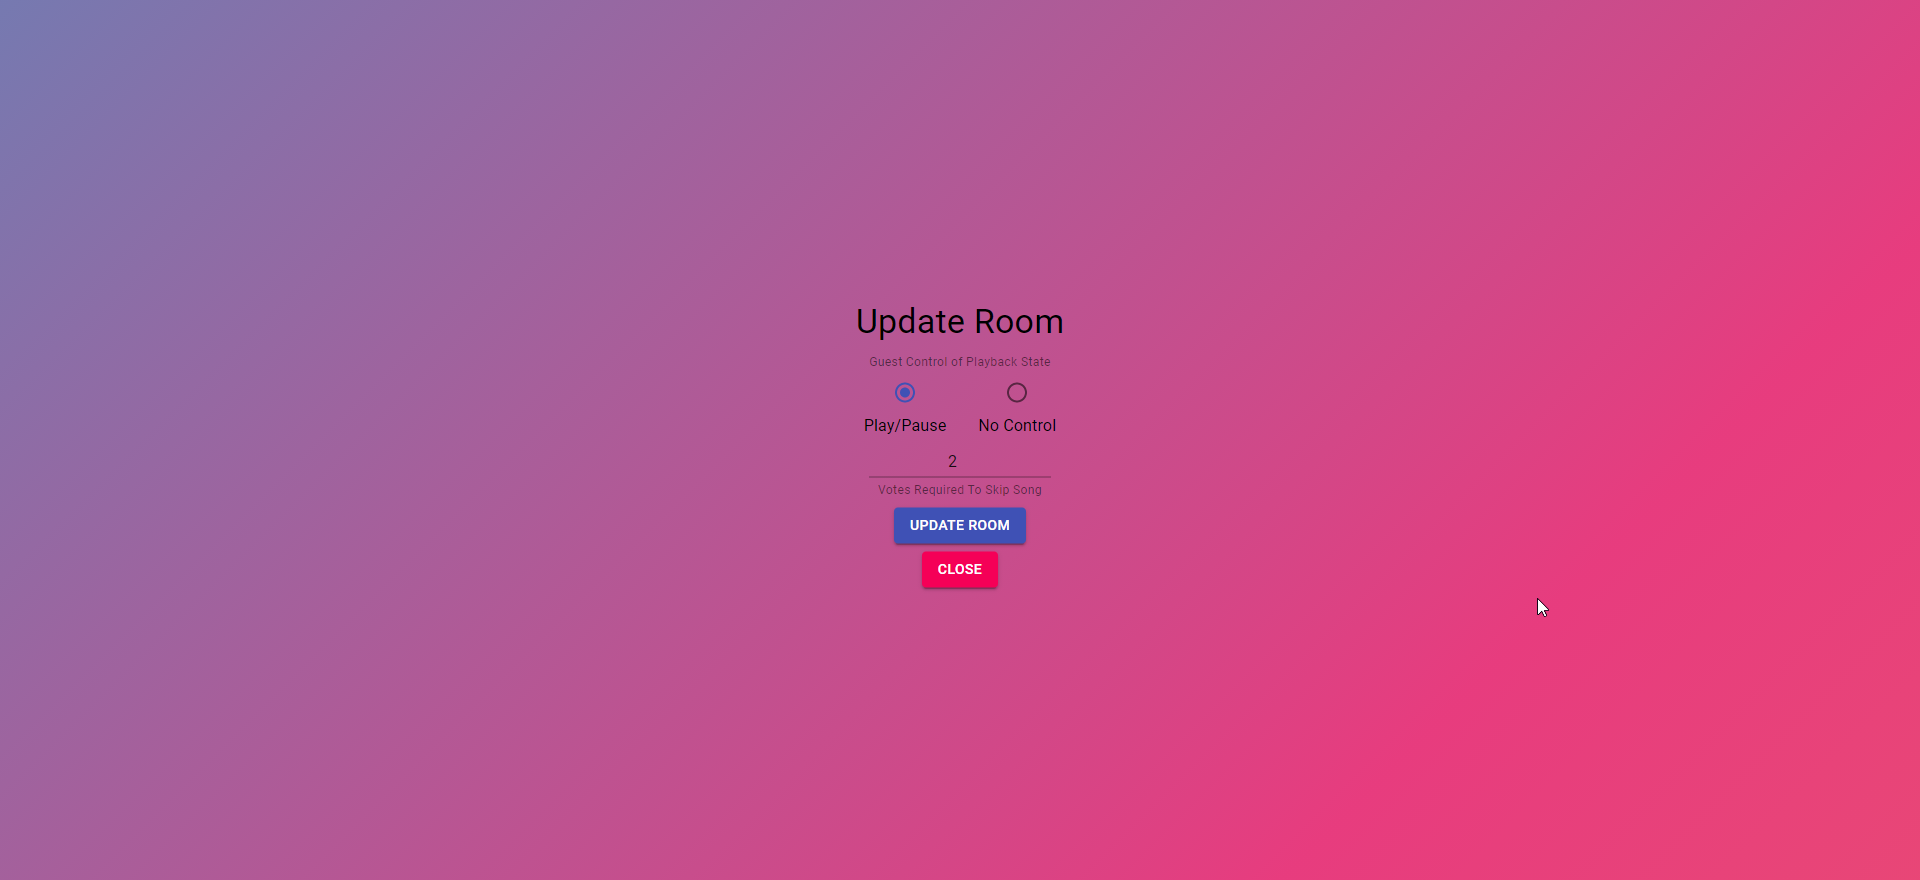 Update Room
Guest Control of Playback State
Play/Pause No Control
2
Votes Required To Skip Song
UPDATE ROOM
CLOSE